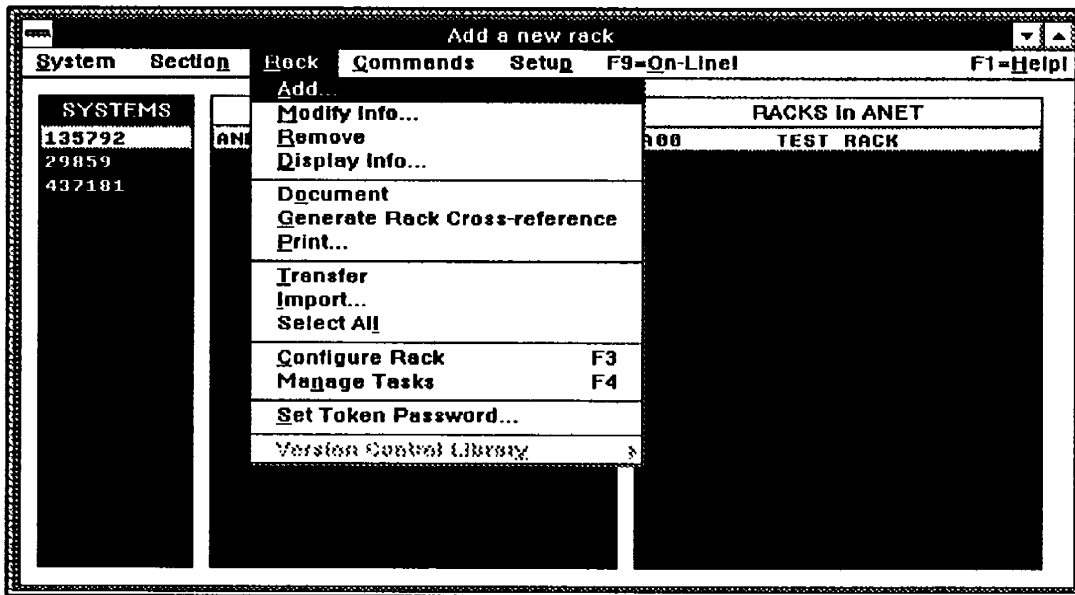 Add a new rack
System Section Rack Commands Setup F9=On-Line! F1=Help!
SYSTEMS
135792
29859
437181
Add...
Modify Info...
Remove
Display Info...
Document
Generate Rack Cross-reference
Print...
Transfer
Import...
Select All
Configure Rack F3
Manage Tasks F4
Set Token Password...
Version Control Library
RACKS in ANET
A00 TEST RACK